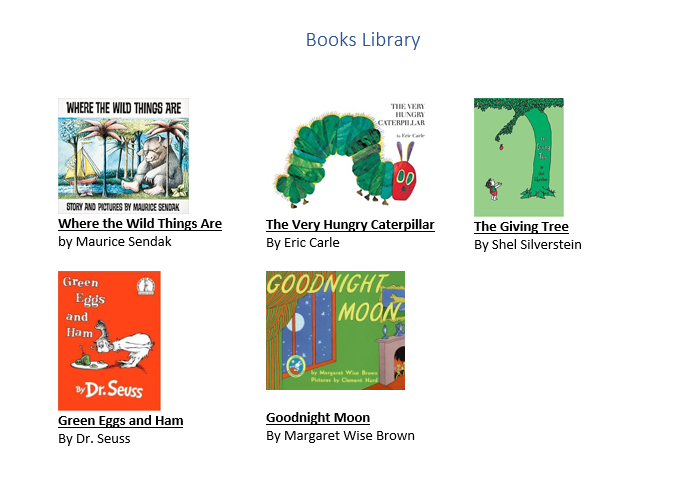 Books Library
WHERE THE WILD THINGS ARE
STORY AND PICTURES BY MAURICE SENDAK
Where the Wild Things Are
by Maurice Sendak
THE VERY
HUNGRY
CATERPILLAR
by Eric Carle
The Very Hungry Caterpillar
By Eric Carle
The Giving Tree
The Giving Tree
By Shel Silverstein
Green
Eggs
and
Ham
By Dr. Seuss
Green Eggs and Ham
By Dr. Seuss
GOODNIGHT
MOON
by Margaret Wise Brown
Pictures by Clement Hurd
Goodnight Moon
By Margaret Wise Brown